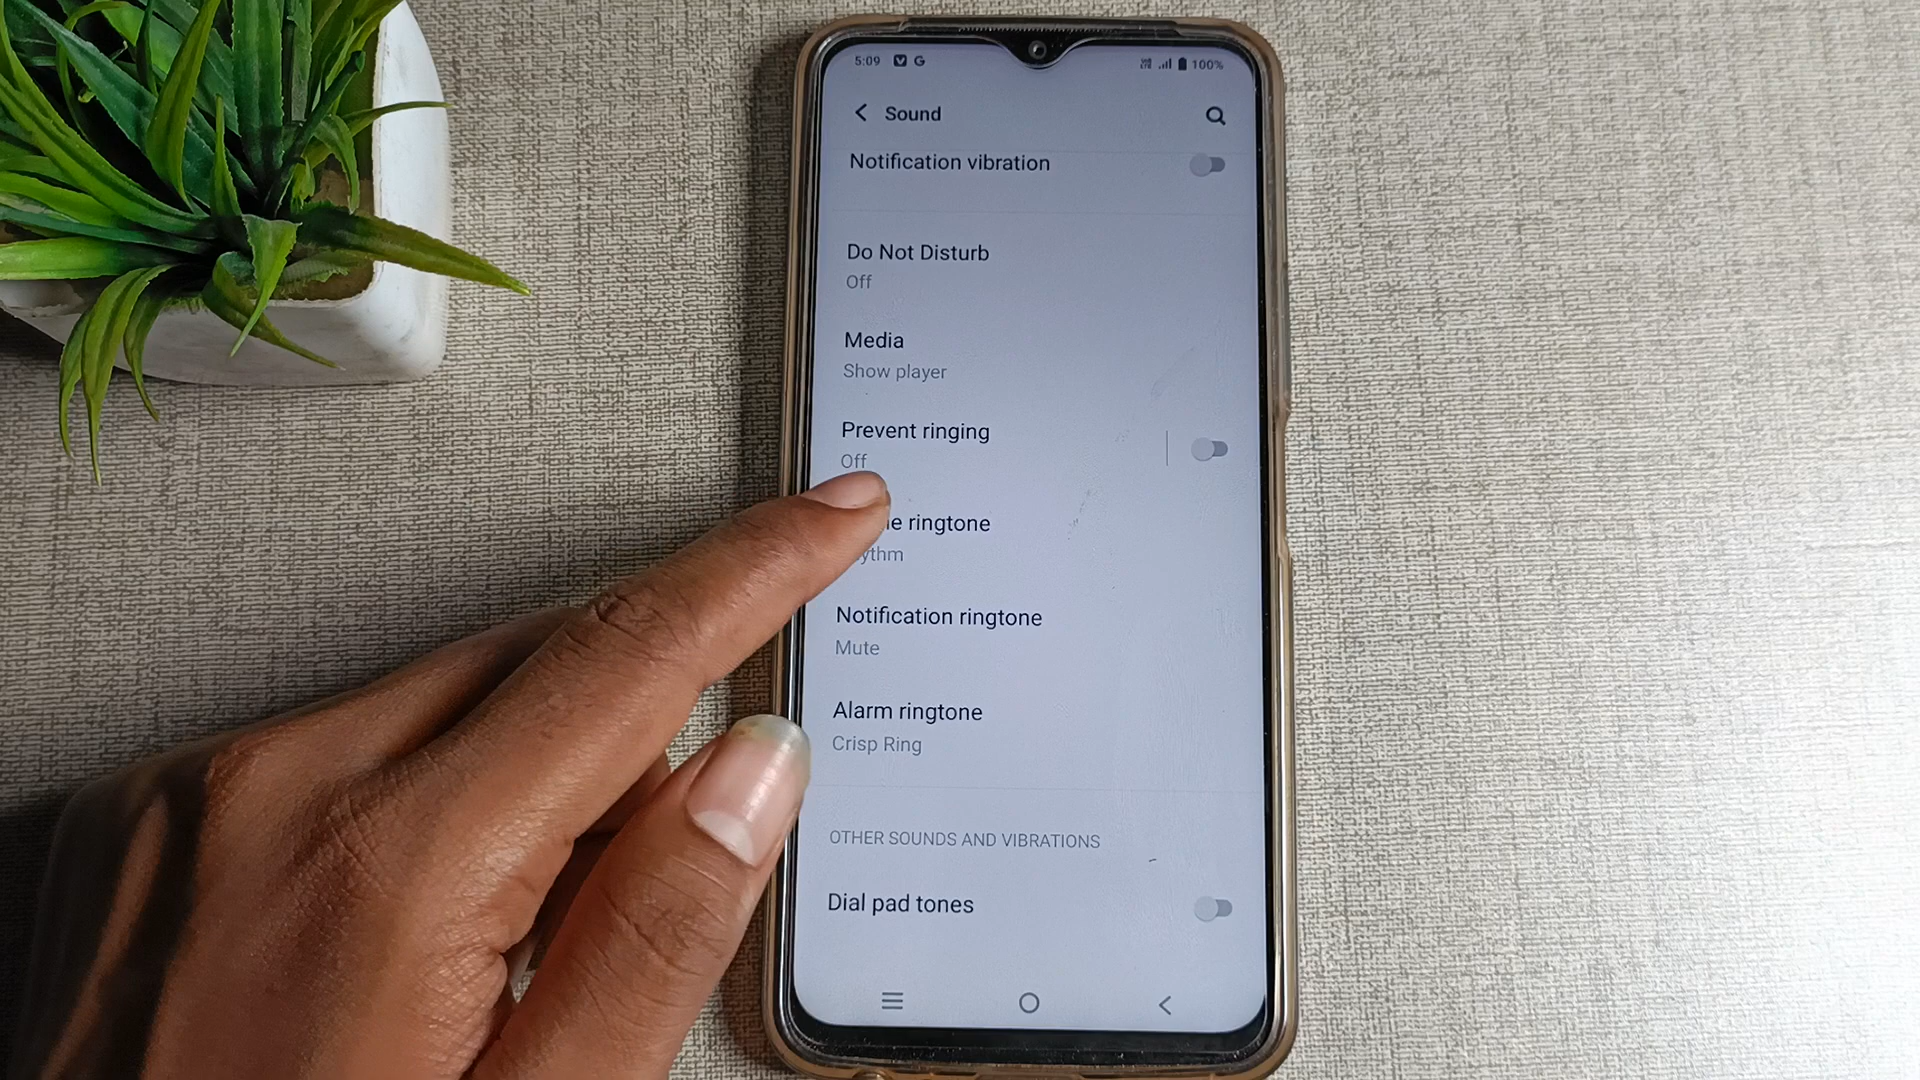 5:09 G 100%
Sound
Notification vibration
Do Not Disturb
Off
Media
Show player
Prevent ringing
Off
ringtone
Notification ringtone
Mute
Alarm ringtone
Crisp Ring
OTHER SOUNDS AND VIBRATIONS
Dial pad tones